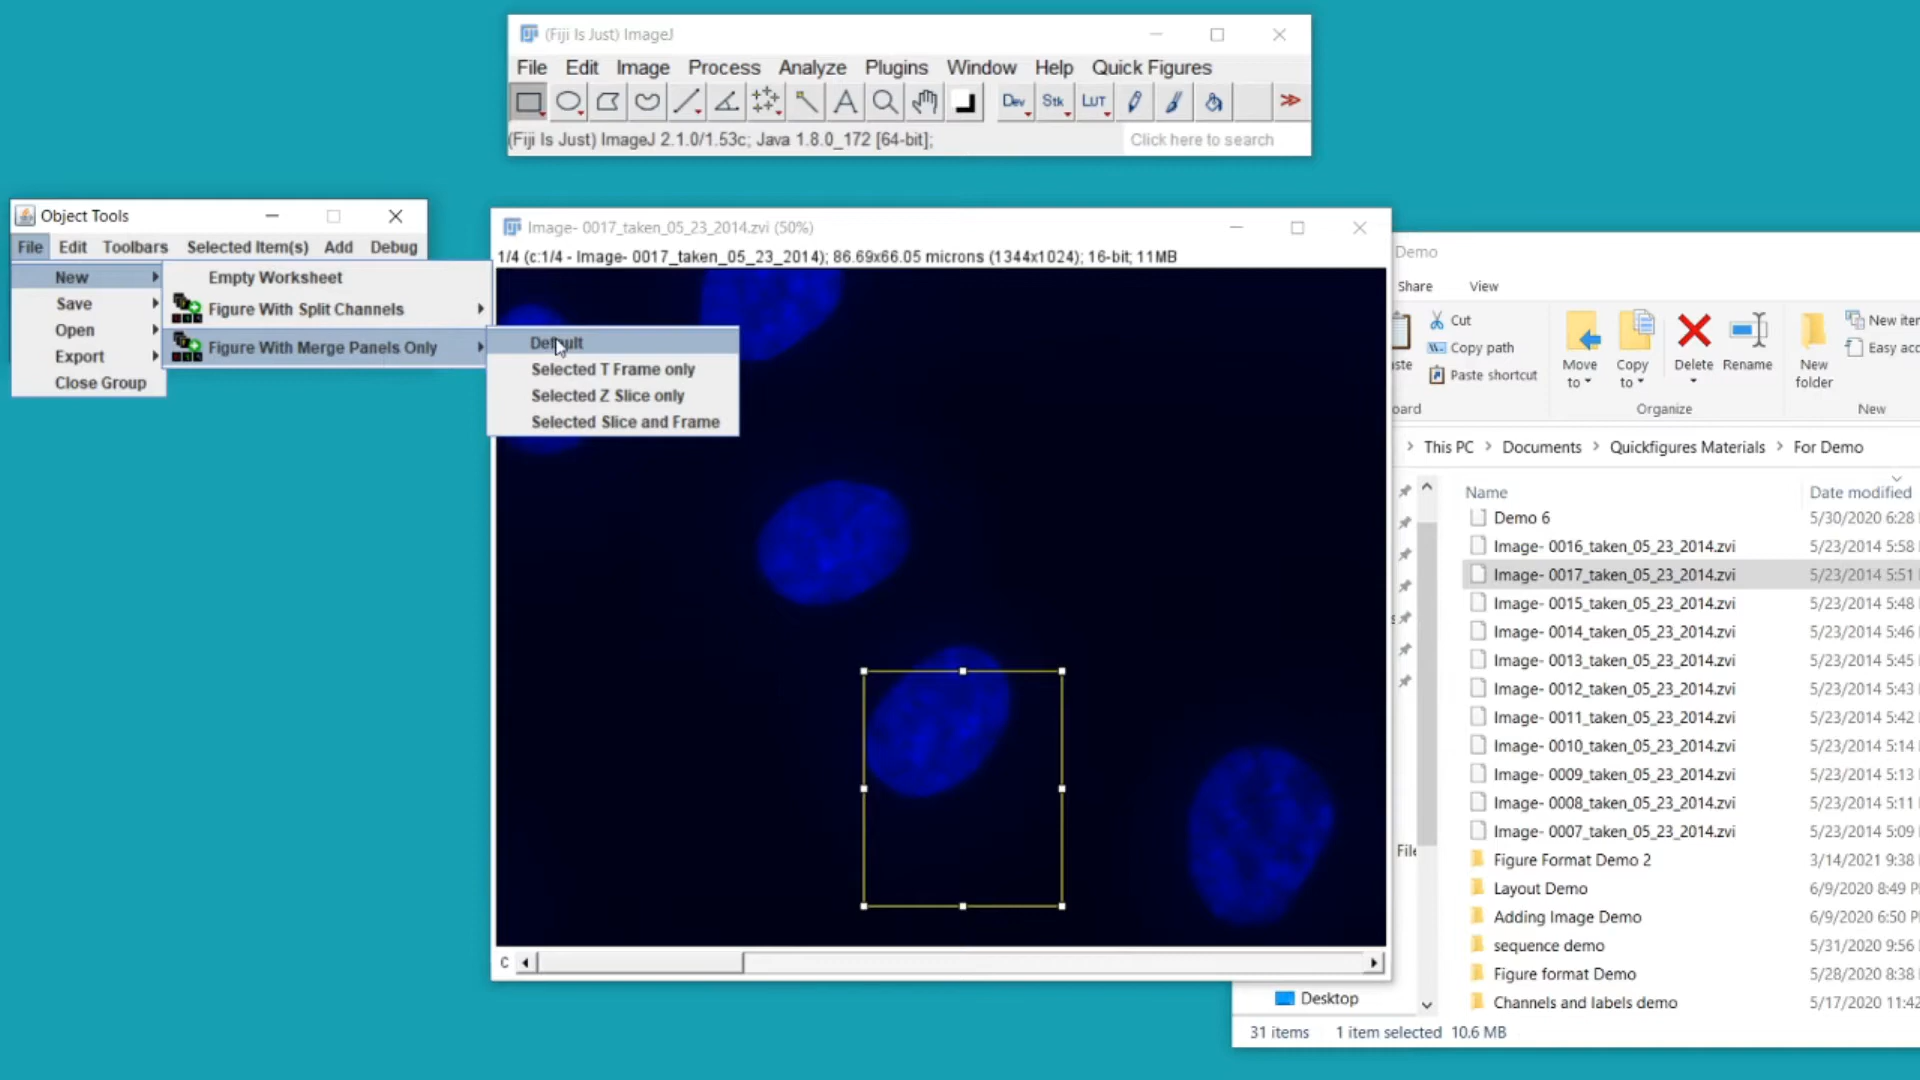 (Fiji Is Just) ImageJ
File Edit Image Process Analyze Plugins Window Help Quick Figures
Dev Stk LUT
(Fiji Is Just) ImageJ 2.1.0/1.53c; Java 1.8.0_172 [64-bit];
Click here to search
Object Tools
File Edit Toolbars Selected Item(s) Add Debug
New
Save
Open
Export
Close Group
Empty Worksheet
Figure With Split Channels
Figure With Merge Panels Only
Default
Selected T Frame only
Selected Z Slice only
Selected Slice and Frame
Image- 0017_taken_05_23_2014.zvi (50%)
1/4 (c:1/4 - Image- 0017_taken_05_23_2014); 86.69x66.05 microns (1344x1024); 16-bit; 11MB
C
Demo
Share View
Cut
Copy path
Paste shortcut
Move to
Copy to
Delete
Rename
New folder
Organize
New
This PC > Documents > Quickfigures Materials > For Demo
Name Date modified
Demo 6 5/30/2020 6:28
Image- 0016_taken_05_23_2014.zvi 5/23/2014 5:58
Image- 0017_taken_05_23_2014.zvi 5/23/2014 5:51
Image- 0015_taken_05_23_2014.zvi 5/23/2014 5:48
Image- 0014_taken_05_23_2014.zvi 5/23/2014 5:46
Image- 0013_taken_05_23_2014.zvi 5/23/2014 5:45
Image- 0012_taken_05_23_2014.zvi 5/23/2014 5:43
Image- 0011_taken_05_23_2014.zvi 5/23/2014 5:42
Image- 0010_taken_05_23_2014.zvi 5/23/2014 5:14
Image- 0009_taken_05_23_2014.zvi 5/23/2014 5:13
Image- 0008_taken_05_23_2014.zvi 5/23/2014 5:11
Image- 0007_taken_05_23_2014.zvi 5/23/2014 5:09
Figure Format Demo 2 3/14/2021 9:38
Layout Demo 6/9/2020 8:49
Adding Image Demo 6/9/2020 6:50
sequence demo 5/31/2020 9:56
Figure format Demo 5/28/2020 8:38
Channels and labels demo 5/17/2020 11:42
Desktop
31 items 1 item selected 10.6 MB